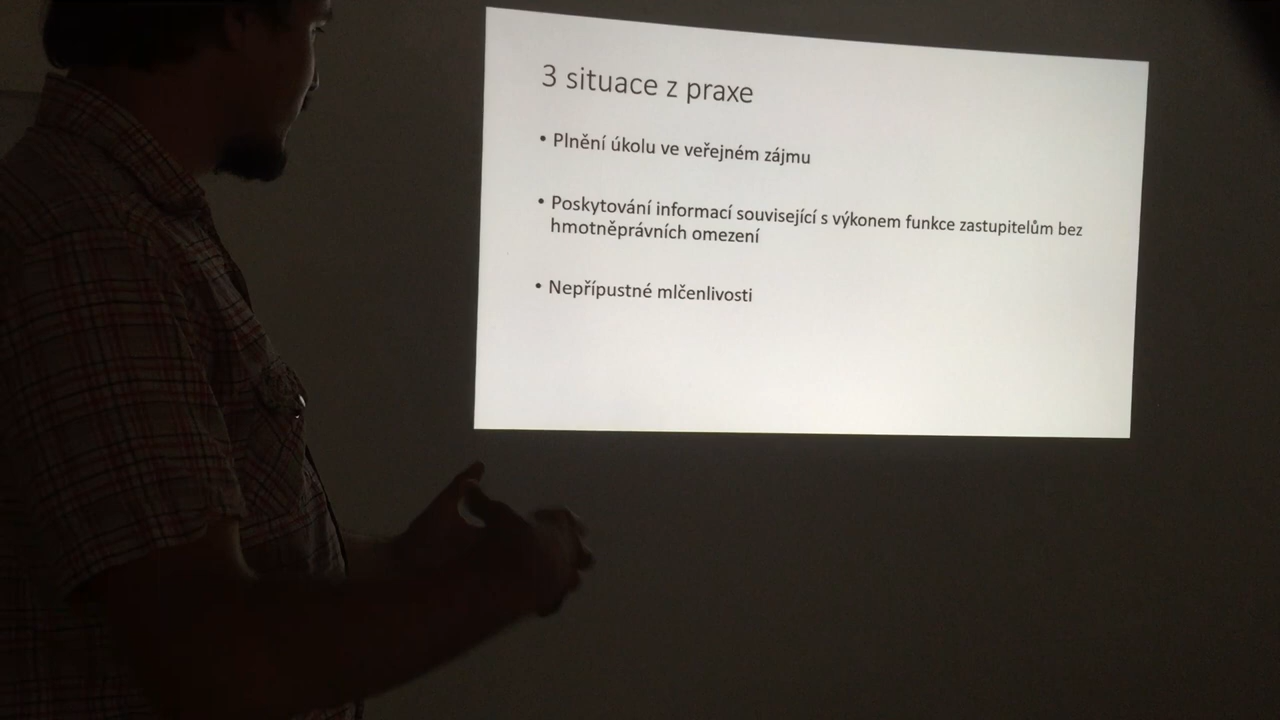 3 situace z praxe
• Plnění úkolu ve veřejném zájmu
• Poskytování informací související s výkonem funkce zastupitelům bez
hmotněprávních omezení
• Nepřípustné mlčenlivosti